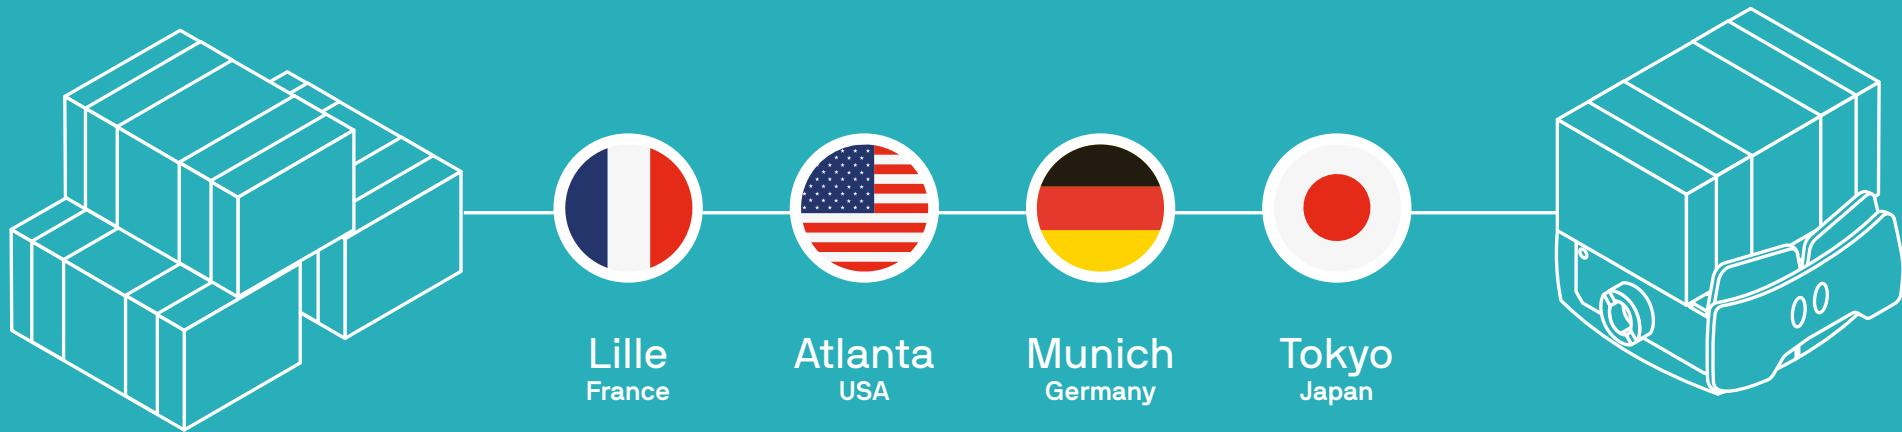 Lille
France
Atlanta
USA
Munich
Germany
Tokyo
Japan